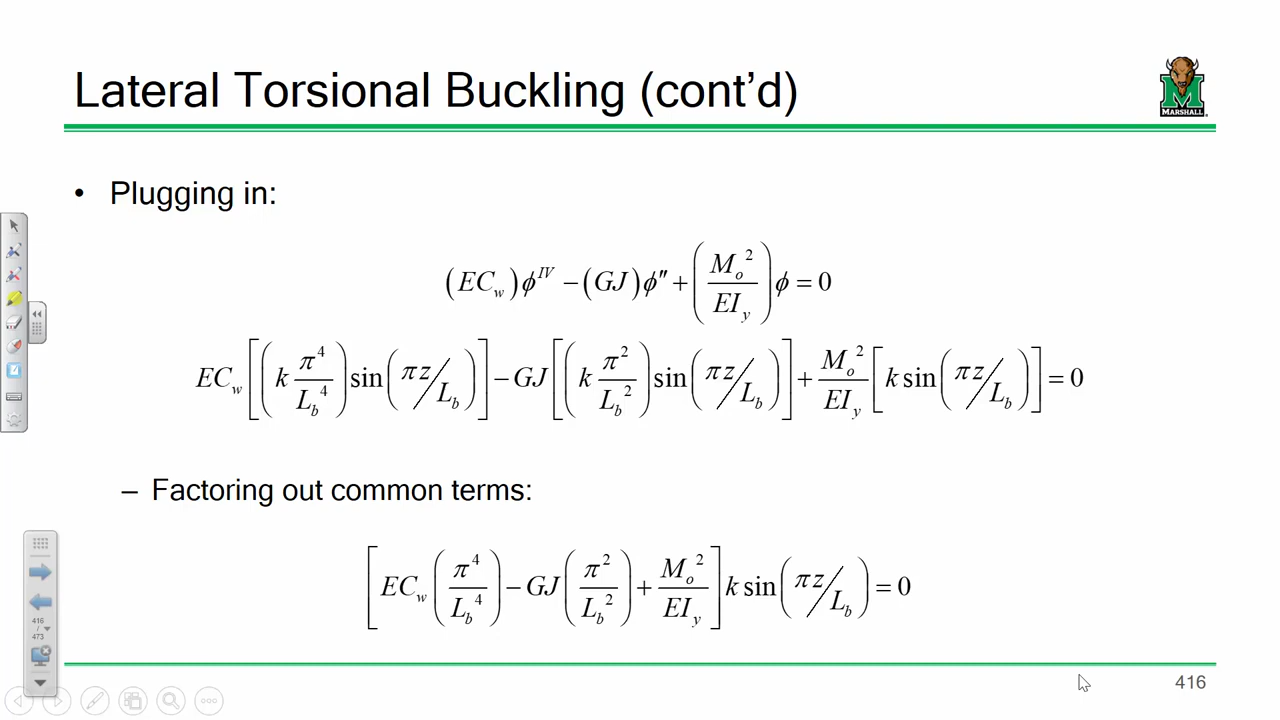 Lateral Torsional Buckling (cont'd)
MARSHALL
• Plugging in:
(EC_w)ϕ^IV − (GJ)ϕ″ + (M_o^2 / EI_y)ϕ = 0
EC_w[(k π^4/L_b^4) sin(πz/L_b)] − GJ[(k π^2/L_b^2) sin(πz/L_b)] + M_o^2/EI_y [k sin(πz/L_b)] = 0
– Factoring out common terms:
[EC_w(π^4/L_b^4) − GJ(π^2/L_b^2) + M_o^2/EI_y] k sin(πz/L_b) = 0
416
/
473
416